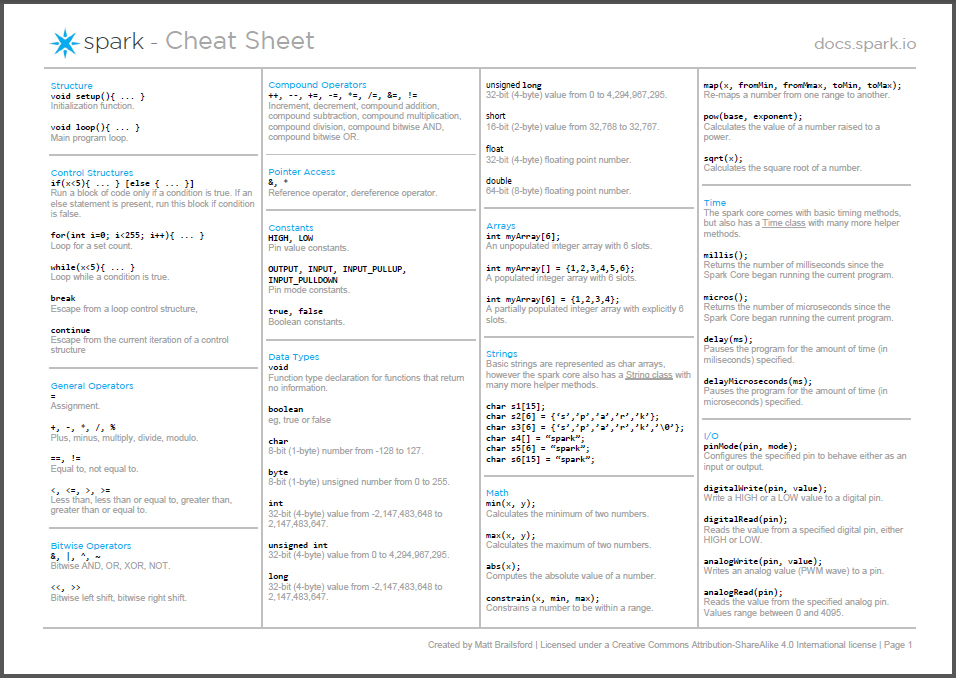 spark - Cheat Sheet
docs.spark.io
Structure
void setup(){ ... }
Initialization function.
void loop(){ ... }
Main program loop.
Control Structures
if(x<5){ ... } [else { ... }]
Run a block of code only if a condition is true. If an
else statement is present, run this block if condition
is false.
for(int i=0; i<255; i++){ ... }
Loop for a set count.
while(x<5){ ... }
Loop while a condition is true.
break
Escape from a loop control structure,
continue
Escape from the current iteration of a control
structure
General Operators
=
Assignment.
+, -, *, /, %
Plus, minus, multiply, divide, modulo.
==, !=
Equal to, not equal to.
<, <=, >, >=
Less than, less than or equal to, greater than,
greater than or equal to.
Bitwise Operators
&, |, ^, ~
Bitwise AND, OR, XOR, NOT.
<<, >>
Bitwise left shift, bitwise right shift.
Compound Operators
++, --, +=, -=, *=, /=, &=, !=
Increment, decrement, compound addition,
compound subtraction, compound multiplication,
compound division, compound bitwise AND,
compound bitwise OR.
Pointer Access
&, *
Reference operator, dereference operator.
Constants
HIGH, LOW
Pin value constants.
OUTPUT, INPUT, INPUT_PULLUP,
INPUT_PULLDOWN
Pin mode constants.
true, false
Boolean constants.
Data Types
void
Function type declaration for functions that return
no information.
boolean
eg, true or false
char
8-bit (1-byte) number from -128 to 127.
byte
8-bit (1-byte) unsigned number from 0 to 255.
int
32-bit (4-byte) value from -2,147,483,648 to
2,147,483,647.
unsigned int
32-bit (4-byte) value from 0 to 4,294,967,295.
long
32-bit (4-byte) value from -2,147,483,648 to
2,147,483,647.
unsigned long
32-bit (4-byte) value from 0 to 4,294,967,295.
short
16-bit (2-byte) value from 32,768 to 32,767.
float
32-bit (4-byte) floating point number.
double
64-bit (8-byte) floating point number.
Arrays
int myArray[6];
An unpopulated integer array with 6 slots.
int myArray[] = {1,2,3,4,5,6};
A populated integer array with 6 slots.
int myArray[6] = {1,2,3,4};
A partially populated integer array with explicitly 6
slots.
Strings
Basic strings are represented as char arrays,
however the spark core also has a String class with
many more helper methods.
char s1[15];
char s2[6] = {‘s’,’p’,’a’,’r’,’k’};
char s3[6] = {‘s’,’p’,’a’,’r’,’k’,’\0’};
char s4[] = “spark”;
char s5[6] = “spark”;
char s6[15] = “spark”;
Math
min(x, y);
Calculates the minimum of two numbers.
max(x, y);
Calculates the maximum of two numbers.
abs(x);
Computes the absolute value of a number.
constrain(x, min, max);
Constrains a number to be within a range.
map(x, fromMin, fromMmax, toMin, toMax);
Re-maps a number from one range to another.
pow(base, exponent);
Calculates the value of a number raised to a
power.
sqrt(x);
Calculates the square root of a number.
Time
The spark core comes with basic timing methods,
but also has a Time class with many more helper
methods.
millis();
Returns the number of milliseconds since the
Spark Core began running the current program.
micros();
Returns the number of microseconds since the
Spark Core began running the current program.
delay(ms);
Pauses the program for the amount of time (in
miliseconds) specified.
delayMicroseconds(ms);
Pauses the program for the amount of time (in
microseconds) specified.
I/O
pinMode(pin, mode);
Configures the specified pin to behave either as an
input or output.
digitalWrite(pin, value);
Write a HIGH or a LOW value to a digital pin.
digitalRead(pin);
Reads the value from a specified digital pin, either
HIGH or LOW.
analogWrite(pin, value);
Writes an analog value (PWM wave) to a pin.
analogRead(pin);
Reads the value from the specified analog pin.
Values range between 0 and 4095.
Created by Matt Brailsford | Licensed under a Creative Commons Attribution-ShareAlike 4.0 International license | Page 1